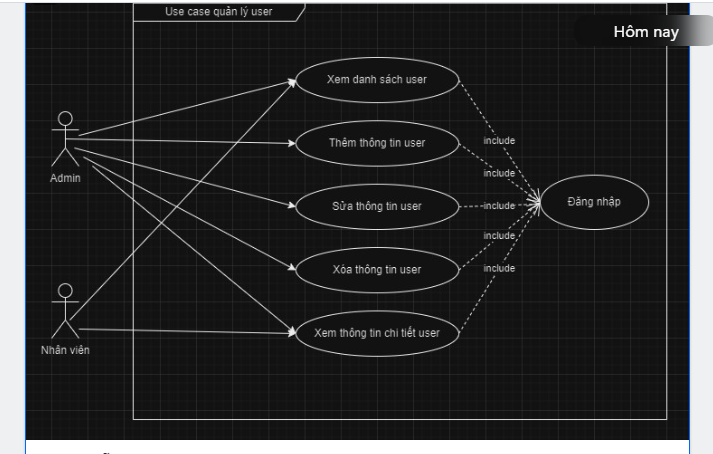 Use case quản lý user
Hôm nay
Xem danh sách user
include
Thêm thông tin user
include
Admin
Sửa thông tin user
include
Đăng nhập
include
Xóa thông tin user
include
Xem thông tin chi tiết user
Nhân viên